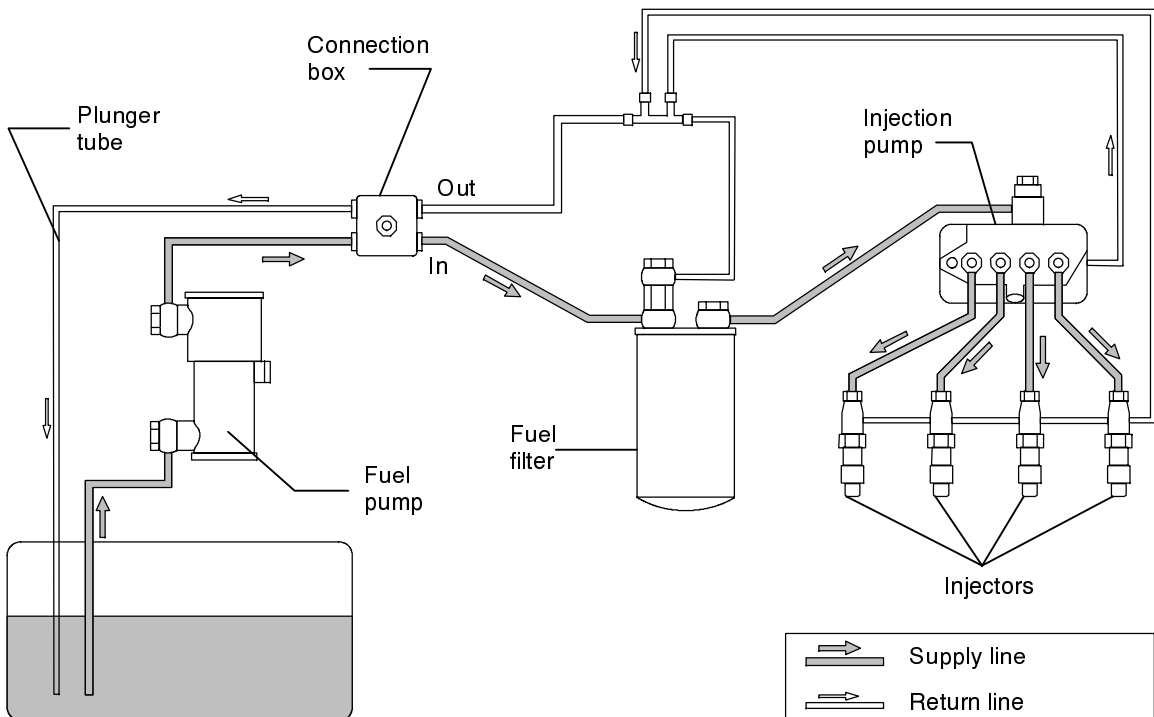 Connection
box
Plunger
tube
Injection
pump
Out
In
Fuel
filter
Fuel
pump
Injectors
Supply line
Return line